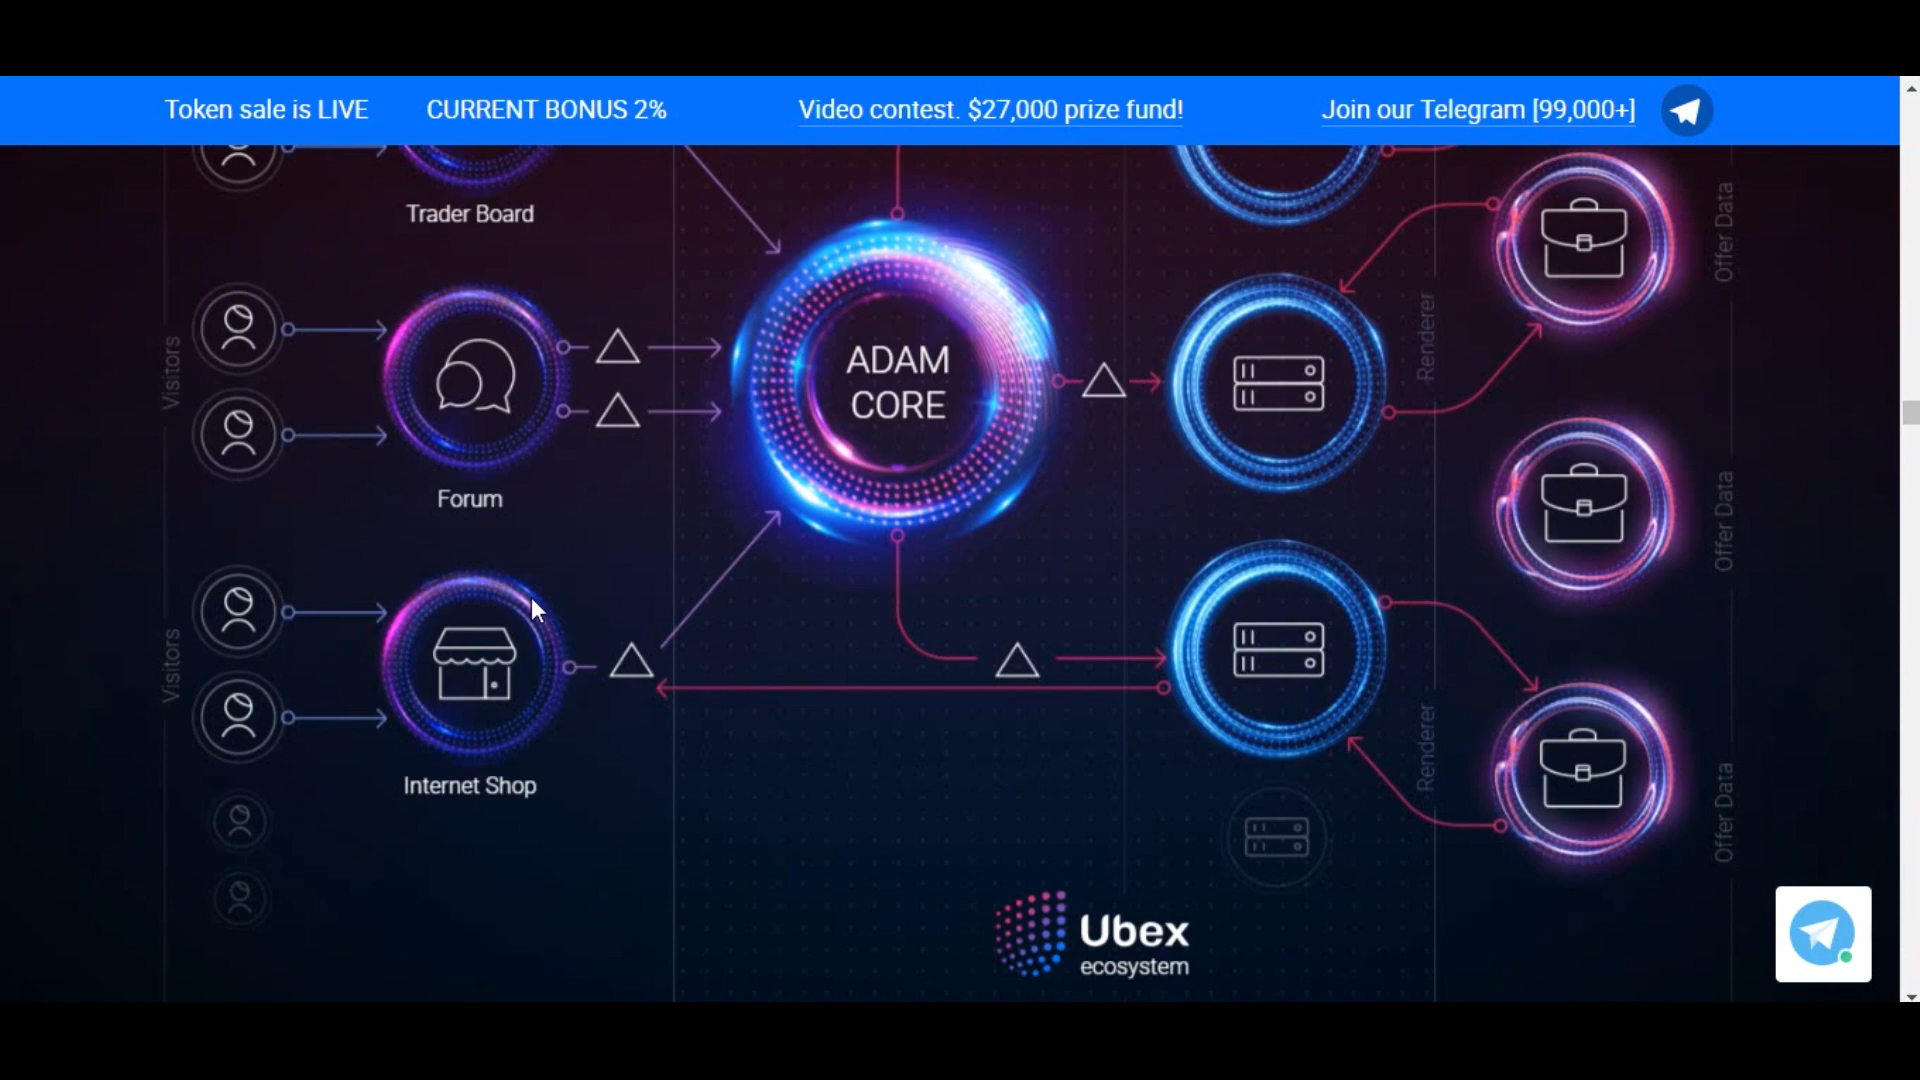 Token sale is LIVE
CURRENT BONUS 2%
Video contest. $27,000 prize fund!
Join our Telegram [99,000+]
Trader Board
Offer Data
Visitors
Forum
ADAM
CORE
Renderer
Offer Data
Visitors
Internet Shop
Renderer
Offer Data
Ubex
ecosystem